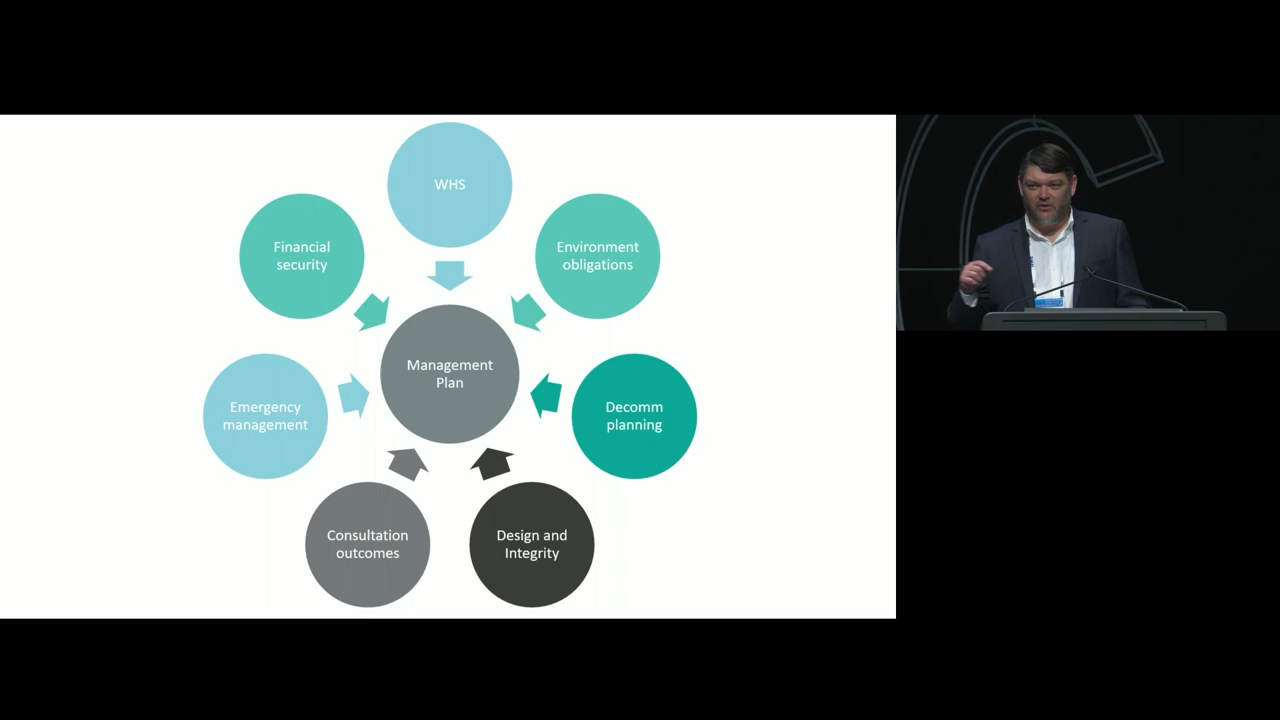 WHS
Financial
security
Environment
obligations
Management
Plan
Emergency
management
Decomm
planning
Consultation
outcomes
Design and
Integrity